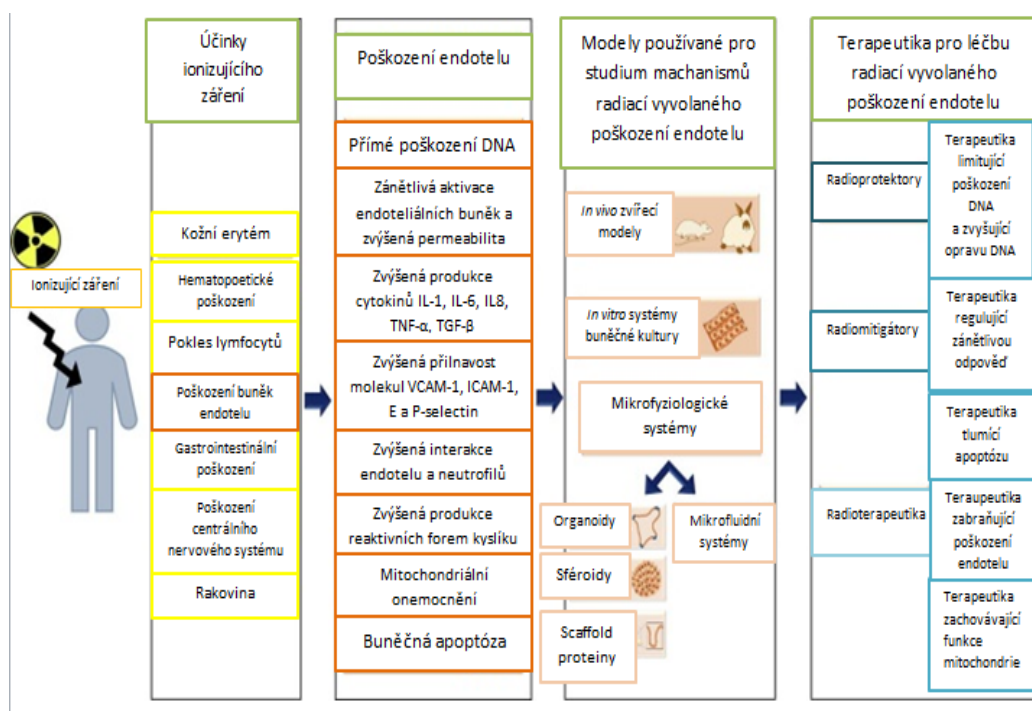 Účinky
ionizujícího
záření
Ionizující záření
Kožní erytém
Hematopoetické
poškození
Pokles lymfocytů
Poškození buněk
endotelu
Gastrointestinální
poškození
Poškození
centrálního
nervového systému
Rakovina
Poškození endotelu
Přímé poškození DNA
Zánětlivá aktivace
endoteliálních buněk a
zvýšená permeabilita
Zvýšená produkce
cytokinů IL-1, IL-6, IL8,
TNF-α, TGF-β
Zvýšená přilnavost
molekul VCAM-1, ICAM-1,
E a P-selectin
Zvýšená interakce
endotelu a neutrofilů
Zvýšená produkce
reaktivních forem kyslíku
Mitochondriální
onemocnění
Buněčná apoptóza
Modely používané pro
studium machanismů
radiací vyvolaného
poškození endotelu
In vivo zvířecí
modely
In vitro systémy
buněčné kultury
Mikrofyziologické
systémy
Organoidy
Mikrofluidní
systémy
Sféroidy
Scaffold
proteiny
Terapeutika pro léčbu
radiací vyvolaného
poškození endotelu
Radioprotektory
Radiomitigátory
Radioterapeutika
Terapeutika
limitující
poškození
DNA
a zvyšující
opravu DNA
Terapeutika
regulující
zánětlivou
odpověď
Terapeutika
tlumící
apoptózu
Teraupeutika
zabraňující
poškození
endotelu
Terapeutika
zachovávající
funkce
mitochondrie